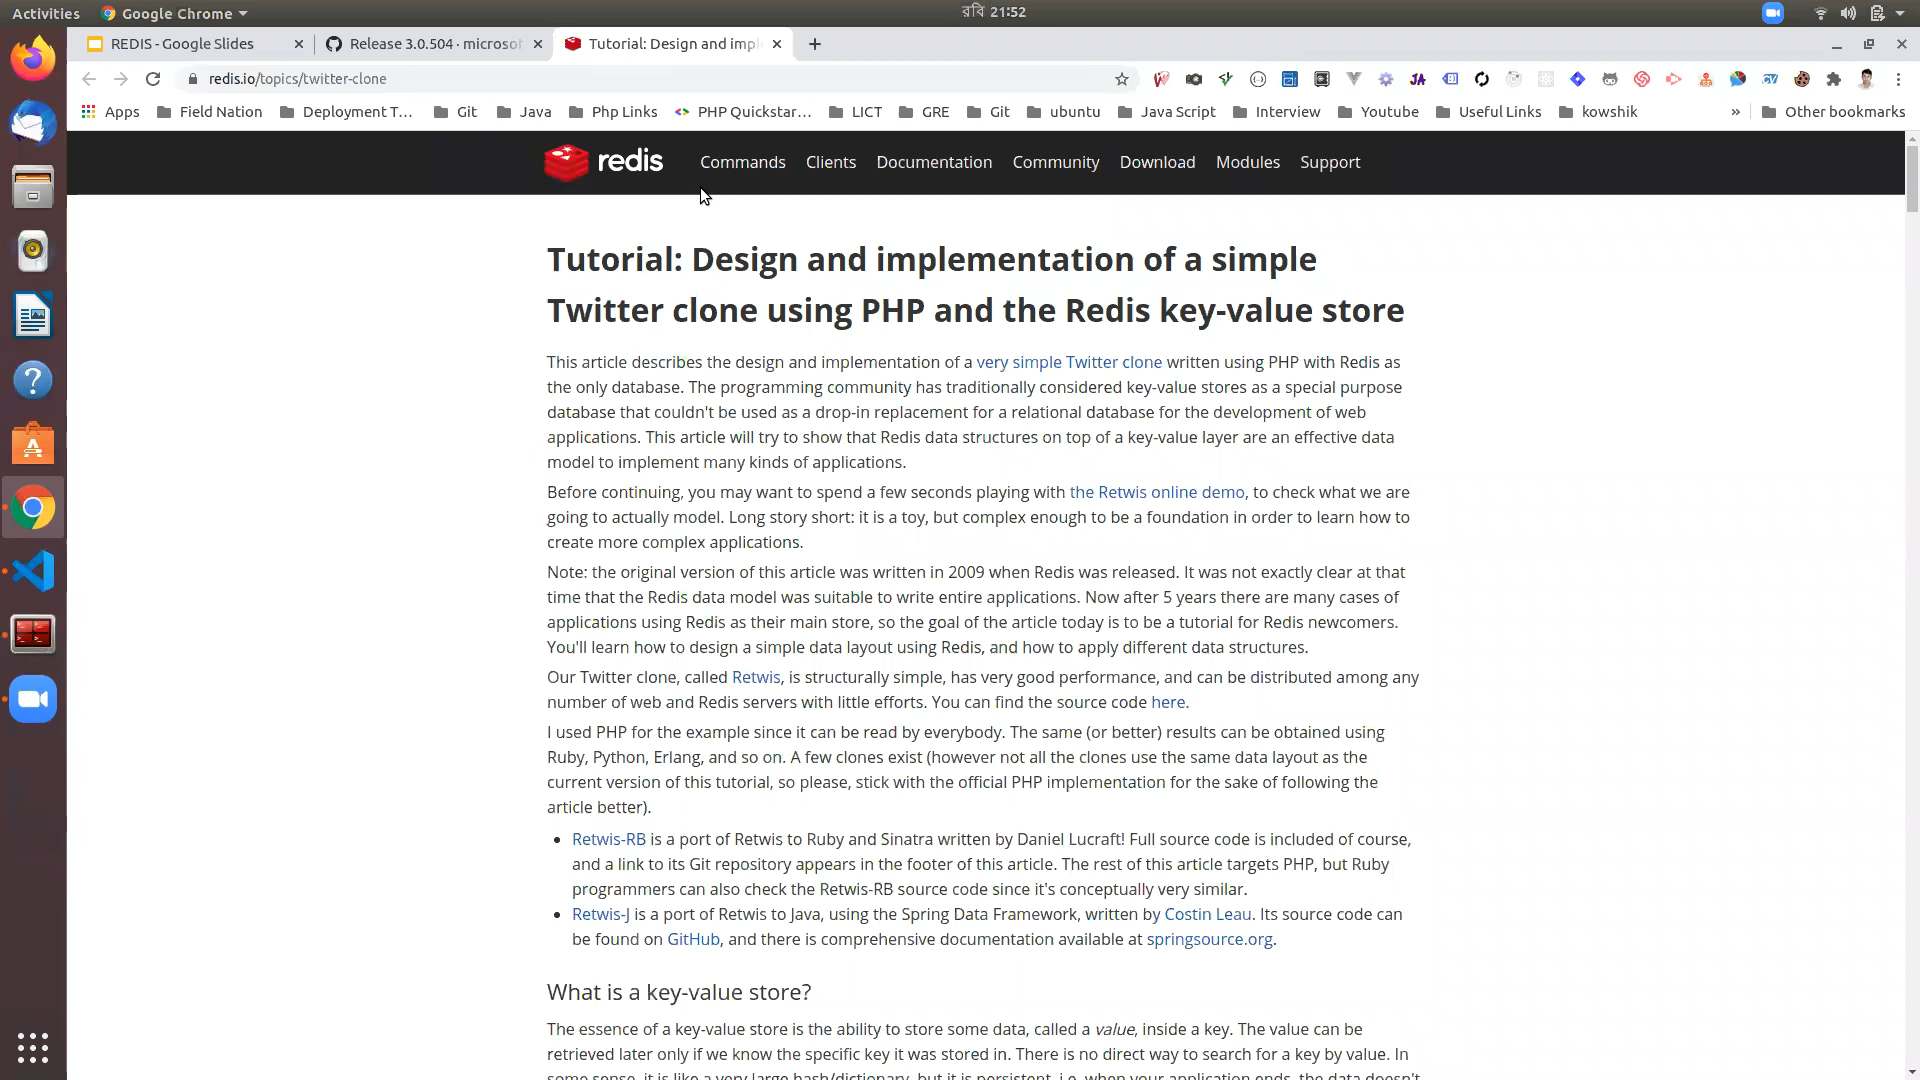 Activities Google Chrome রবি 21:52
REDIS - Google Slides Release 3.0.504 · microsof Tutorial: Design and impl
redis.io/topics/twitter-clone
Apps Field Nation Deployment T... Git Java Php Links PHP Quickstar... LICT GRE Git ubuntu Java Script Interview Youtube Useful Links kowshik » Other bookmarks
redis Commands Clients Documentation Community Download Modules Support
Tutorial: Design and implementation of a simple
Twitter clone using PHP and the Redis key-value store
This article describes the design and implementation of a very simple Twitter clone written using PHP with Redis as
the only database. The programming community has traditionally considered key-value stores as a special purpose
database that couldn't be used as a drop-in replacement for a relational database for the development of web
applications. This article will try to show that Redis data structures on top of a key-value layer are an effective data
model to implement many kinds of applications.
Before continuing, you may want to spend a few seconds playing with the Retwis online demo, to check what we are
going to actually model. Long story short: it is a toy, but complex enough to be a foundation in order to learn how to
create more complex applications.
Note: the original version of this article was written in 2009 when Redis was released. It was not exactly clear at that
time that the Redis data model was suitable to write entire applications. Now after 5 years there are many cases of
applications using Redis as their main store, so the goal of the article today is to be a tutorial for Redis newcomers.
You'll learn how to design a simple data layout using Redis, and how to apply different data structures.
Our Twitter clone, called Retwis, is structurally simple, has very good performance, and can be distributed among any
number of web and Redis servers with little efforts. You can find the source code here.
I used PHP for the example since it can be read by everybody. The same (or better) results can be obtained using
Ruby, Python, Erlang, and so on. A few clones exist (however not all the clones use the same data layout as the
current version of this tutorial, so please, stick with the official PHP implementation for the sake of following the
article better).
• Retwis-RB is a port of Retwis to Ruby and Sinatra written by Daniel Lucraft! Full source code is included of course,
and a link to its Git repository appears in the footer of this article. The rest of this article targets PHP, but Ruby
programmers can also check the Retwis-RB source code since it's conceptually very similar.
• Retwis-J is a port of Retwis to Java, using the Spring Data Framework, written by Costin Leau. Its source code can
be found on GitHub, and there is comprehensive documentation available at springsource.org.
What is a key-value store?
The essence of a key-value store is the ability to store some data, called a value, inside a key. The value can be
retrieved later only if we know the specific key it was stored in. There is no direct way to search for a key by value. In
some sense, it is like a very large hash/dictionary, but it is persistent, i.e. when your application ends, the data doesn't